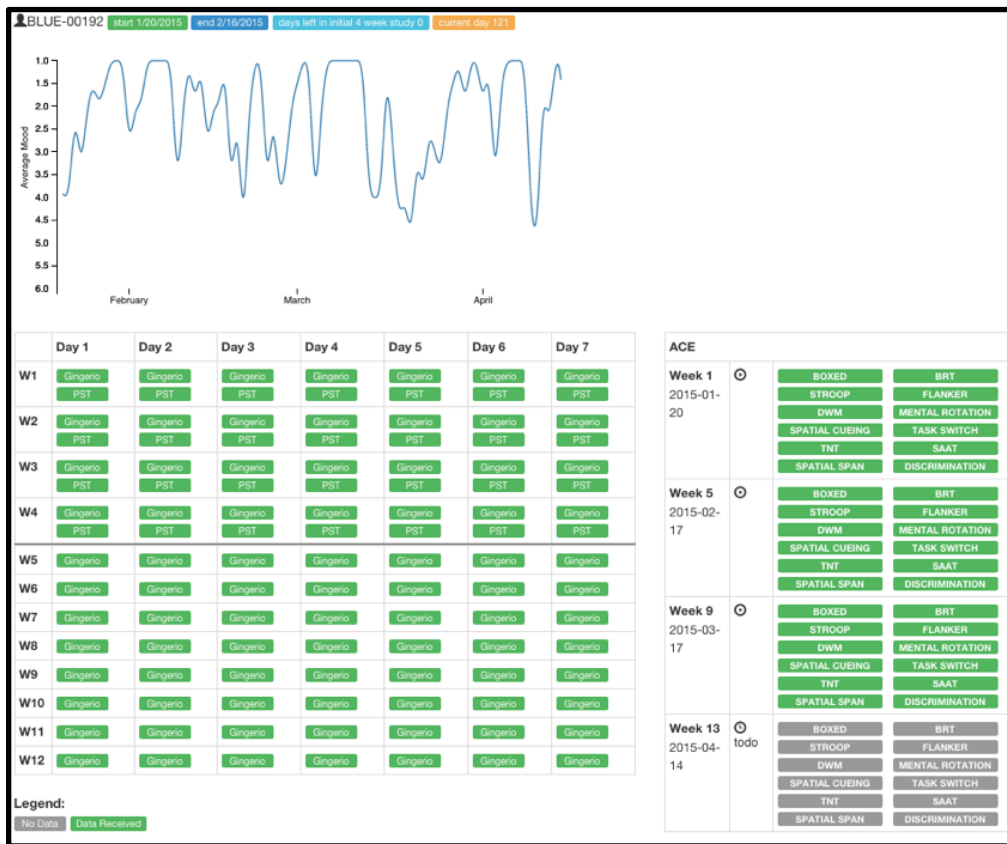 BLUE-00192 start 1/20/2015 end 2/16/2015 days left in initial 4 week study 0 current day 121
1.0
1.5
2.0
2.5
3.0
3.5
4.0
4.5
5.0
5.5
6.0
Average Mood
February March April
Day 1 Day 2 Day 3 Day 4 Day 5 Day 6 Day 7
W1 Gingerio Gingerio Gingerio Gingerio Gingerio Gingerio Gingerio
PST PST PST PST PST PST PST
W2 Gingerio Gingerio Gingerio Gingerio Gingerio Gingerio Gingerio
PST PST PST PST PST PST PST
W3 Gingerio Gingerio Gingerio Gingerio Gingerio Gingerio Gingerio
PST PST PST PST PST PST PST
W4 Gingerio Gingerio Gingerio Gingerio Gingerio Gingerio Gingerio
PST PST PST PST PST PST PST
W5 Gingerio Gingerio Gingerio Gingerio Gingerio Gingerio Gingerio
W6 Gingerio Gingerio Gingerio Gingerio Gingerio Gingerio Gingerio
W7 Gingerio Gingerio Gingerio Gingerio Gingerio Gingerio Gingerio
W8 Gingerio Gingerio Gingerio Gingerio Gingerio Gingerio Gingerio
W9 Gingerio Gingerio Gingerio Gingerio Gingerio Gingerio Gingerio
W10 Gingerio Gingerio Gingerio Gingerio Gingerio Gingerio Gingerio
W11 Gingerio Gingerio Gingerio Gingerio Gingerio Gingerio Gingerio
W12 Gingerio Gingerio Gingerio Gingerio Gingerio Gingerio Gingerio
Legend:
No Data Data Received
ACE
Week 1 BOXED BRT
2015-01- STROOP FLANKER
20 DWM MENTAL ROTATION
SPATIAL CUEING TASK SWITCH
TNT SAAT
SPATIAL SPAN DISCRIMINATION
Week 5 BOXED BRT
2015-02- STROOP FLANKER
17 DWM MENTAL ROTATION
SPATIAL CUEING TASK SWITCH
TNT SAAT
SPATIAL SPAN DISCRIMINATION
Week 9 BOXED BRT
2015-03- STROOP FLANKER
17 DWM MENTAL ROTATION
SPATIAL CUEING TASK SWITCH
TNT SAAT
SPATIAL SPAN DISCRIMINATION
Week 13 BOXED BRT
2015-04- todo STROOP FLANKER
14 DWM MENTAL ROTATION
SPATIAL CUEING TASK SWITCH
TNT SAAT
SPATIAL SPAN DISCRIMINATION